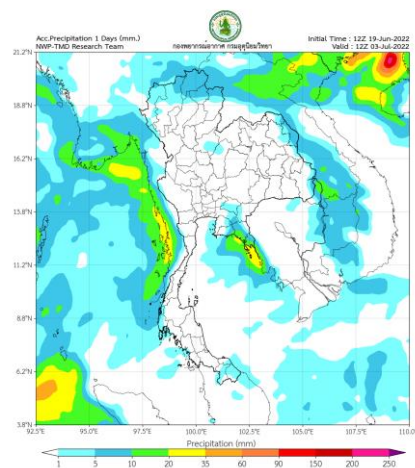 Acc.Precipitation 1 Days (mm.)
Initial Time : 12Z 19-Jun-2022
NWP-TMD Research Team
กองพยากรณ์อากาศ กรมอุตุนิยมวิทยา
Valid : 12Z 03-Jul-2022
21.2°N
18.8°N
16.2°N
13.8°N
11.2°N
8.8°N
6.2°N
3.8°N
92.5°E 95.0°E 97.5°E 100.0°E 102.5°E 105.0°E 107.5°E 110.0
Precipitation (mm)
1 5 10 20 35 60 90 150 200 250